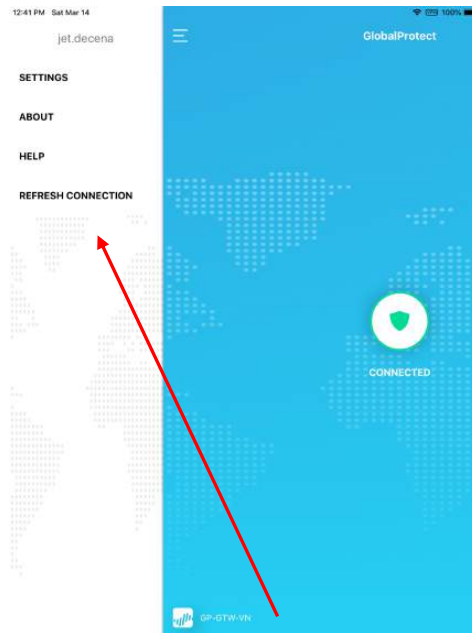 12:41 PM Sat Mar 14
VPN 100%
jet.decena
GlobalProtect
SETTINGS
ABOUT
HELP
REFRESH CONNECTION
CONNECTED
GP-GTW-VN